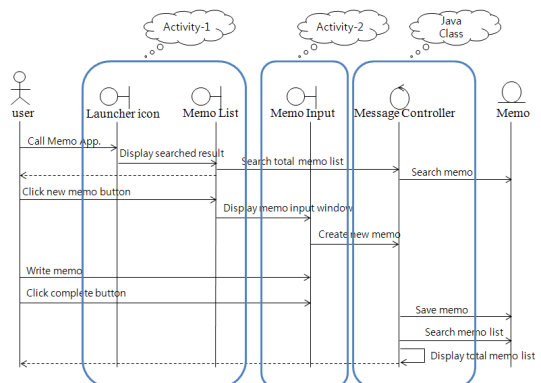 Activity-1
Activity-2
Java
Class
user
Launcher icon
Memo List
Memo Input
Message Controller
Memo
Call Memo App.
Display searched result
Search total memo list
Search memo
Click new memo button
Display memo input window
Create new memo
Write memo
Click complete button
Save memo
Search memo list
Display total memo list